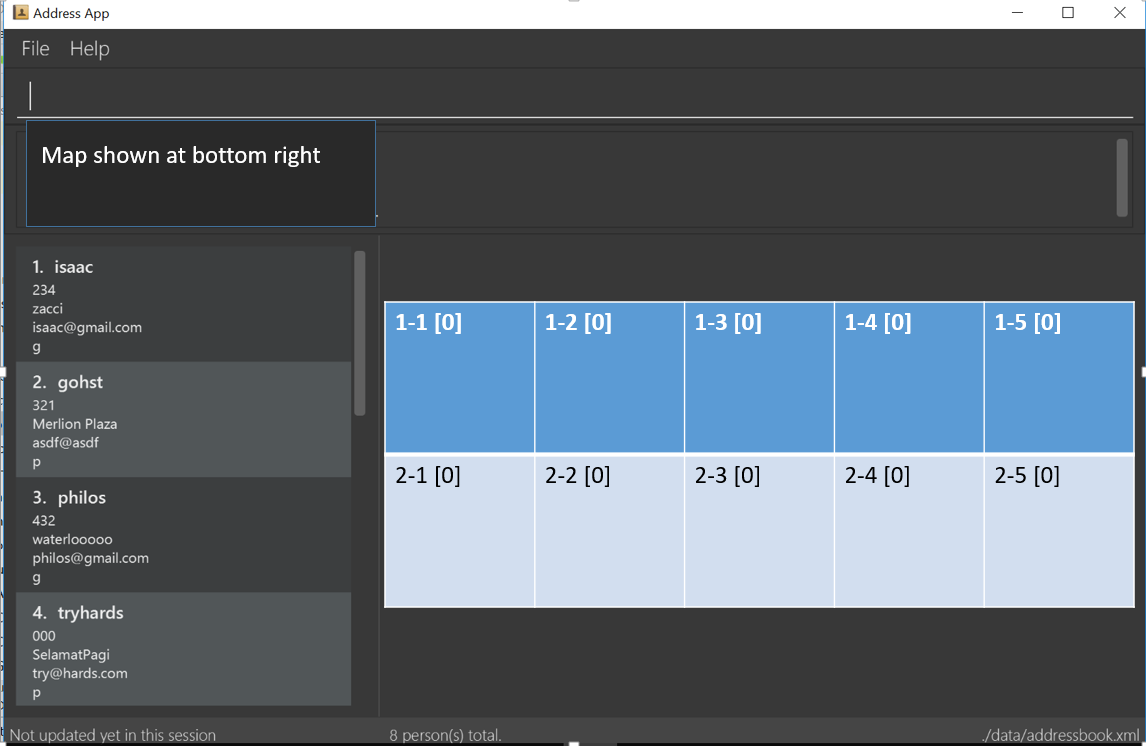 Address App
File Help
Map shown at bottom right
1. isaac
234
zacci
isaac@gmail.com
g
2. gohst
321
Merlion Plaza
asdf@asdf
p
3. philos
432
waterlooooo
philos@gmail.com
g
4. tryhards
000
SelamatPagi
try@hards.com
p
1-1 [0] 1-2 [0] 1-3 [0] 1-4 [0] 1-5 [0]
2-1 [0] 2-2 [0] 2-3 [0] 2-4 [0] 2-5 [0]
Not updated yet in this session 8 person(s) total. ./data/addressbook.xml